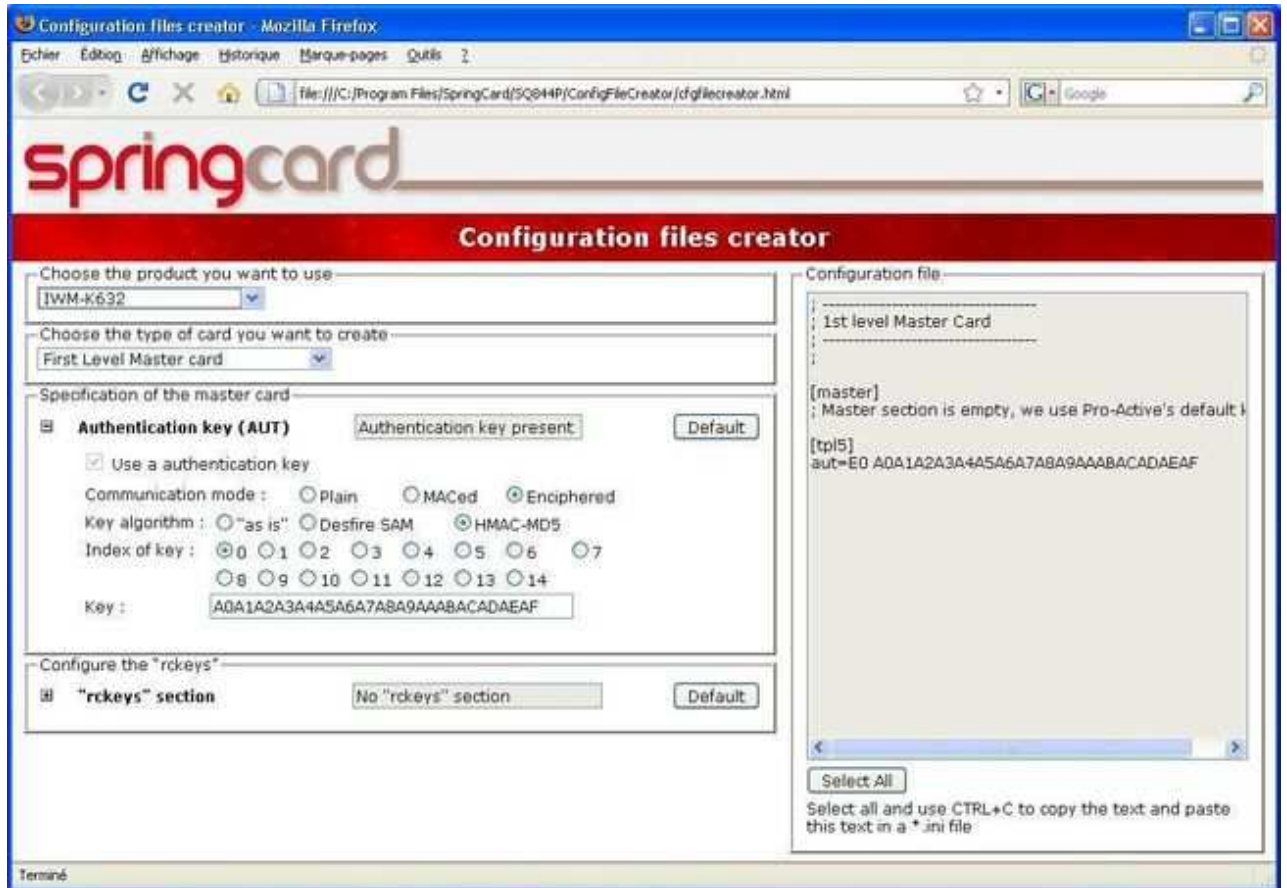 Configuration files creator - Mozilla Firefox
Fichier Édition Affichage Historique Marque-pages Outils ?
file:///C:/Program Files/SpringCard/SQ844P/ConfigFileCreator/cfgfilecreator.html
Google
springcard
Configuration files creator
Choose the product you want to use
IWM-K632
Choose the type of card you want to create
First Level Master card
Specification of the master card
Authentication key (AUT) Authentication key present Default
Use a authentication key
Communication mode : Plain MACed Enciphered
Key algorithm : "as is" Desfire SAM HMAC-MD5
Index of key : 0 1 2 3 4 5 6 7
8 9 10 11 12 13 14
Key : A0A1A2A3A4A5A6A7A8A9AAABACADAEAF
Configure the "rckeys"
"rckeys" section No "rckeys" section Default
Configuration file
; -----------------------------------
; 1st level Master Card
; -----------------------------------
;
[master]
; Master section is empty, we use Pro-Active's default
[tpl5]
aut=E0 A0A1A2A3A4A5A6A7A8A9AAABACADAEAF
Select All
Select all and use CTRL+C to copy the text and paste
this text in a *.ini file
Terminé